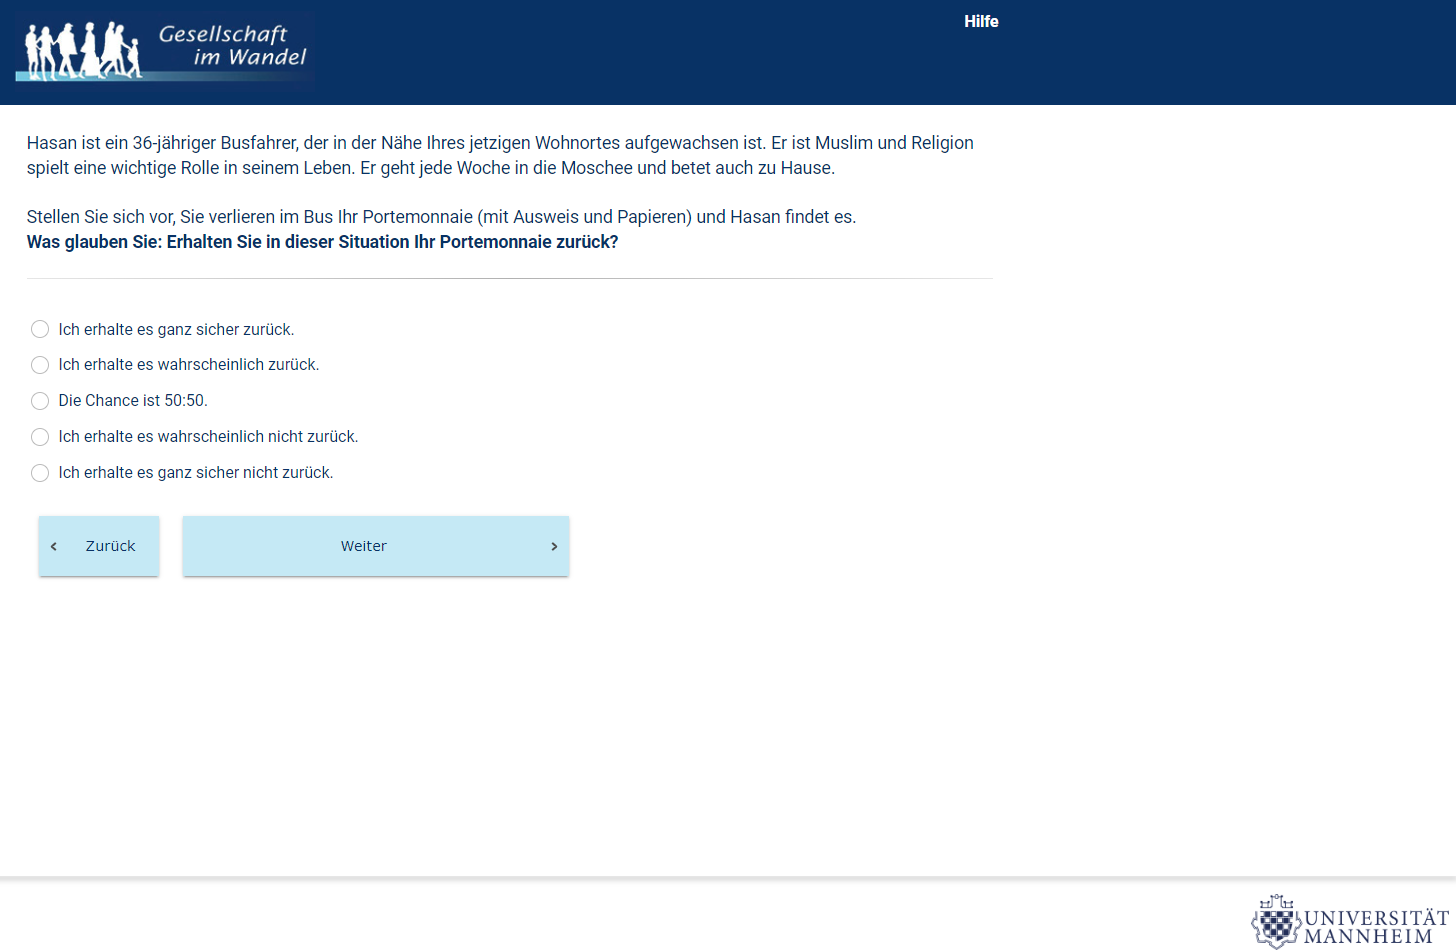 Gesellschaft
im Wandel
Hilfe
Hasan ist ein 36-jähriger Busfahrer, der in der Nähe Ihres jetzigen Wohnortes aufgewachsen ist. Er ist Muslim und Religion
spielt eine wichtige Rolle in seinem Leben. Er geht jede Woche in die Moschee und betet auch zu Hause.
Stellen Sie sich vor, Sie verlieren im Bus Ihr Portemonnaie (mit Ausweis und Papieren) und Hasan findet es.
Was glauben Sie: Erhalten Sie in dieser Situation Ihr Portemonnaie zurück?
Ich erhalte es ganz sicher zurück.
Ich erhalte es wahrscheinlich zurück.
Die Chance ist 50:50.
Ich erhalte es wahrscheinlich nicht zurück.
Ich erhalte es ganz sicher nicht zurück.
Zurück
Weiter
UNIVERSITÄT
MANNHEIM